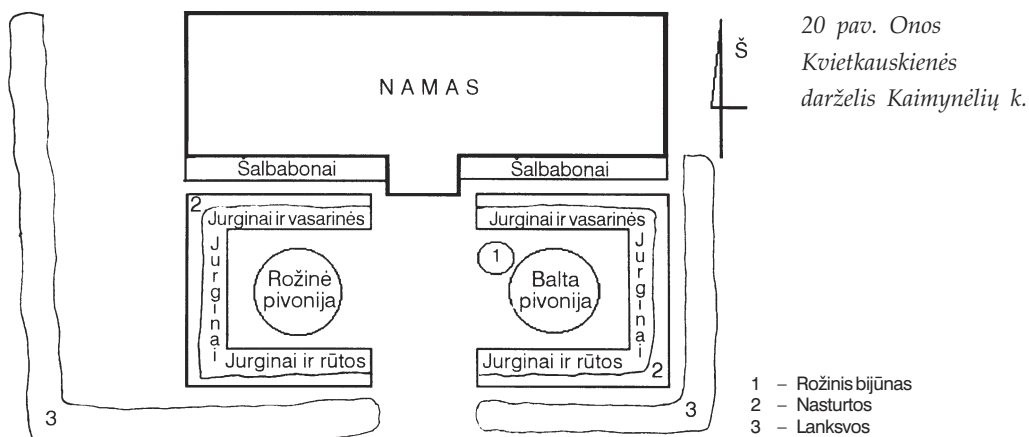 20 pav. Onos
Kvietkauskienės
darželis Kaimynėlių k.
Š
NAMAS
Šalbabonai
Šalbabonai
2
Jurginai ir vasarinės
Jurginai ir vasarinės
Jurginai
Rožinė
pivonija
1
Balta
pivonija
Jurginai
Jurginai ir rūtos
Jurginai ir rūtos
2
3
3
1 – Rožinis bijūnas
2 – Nasturtos
3 – Lanksvos